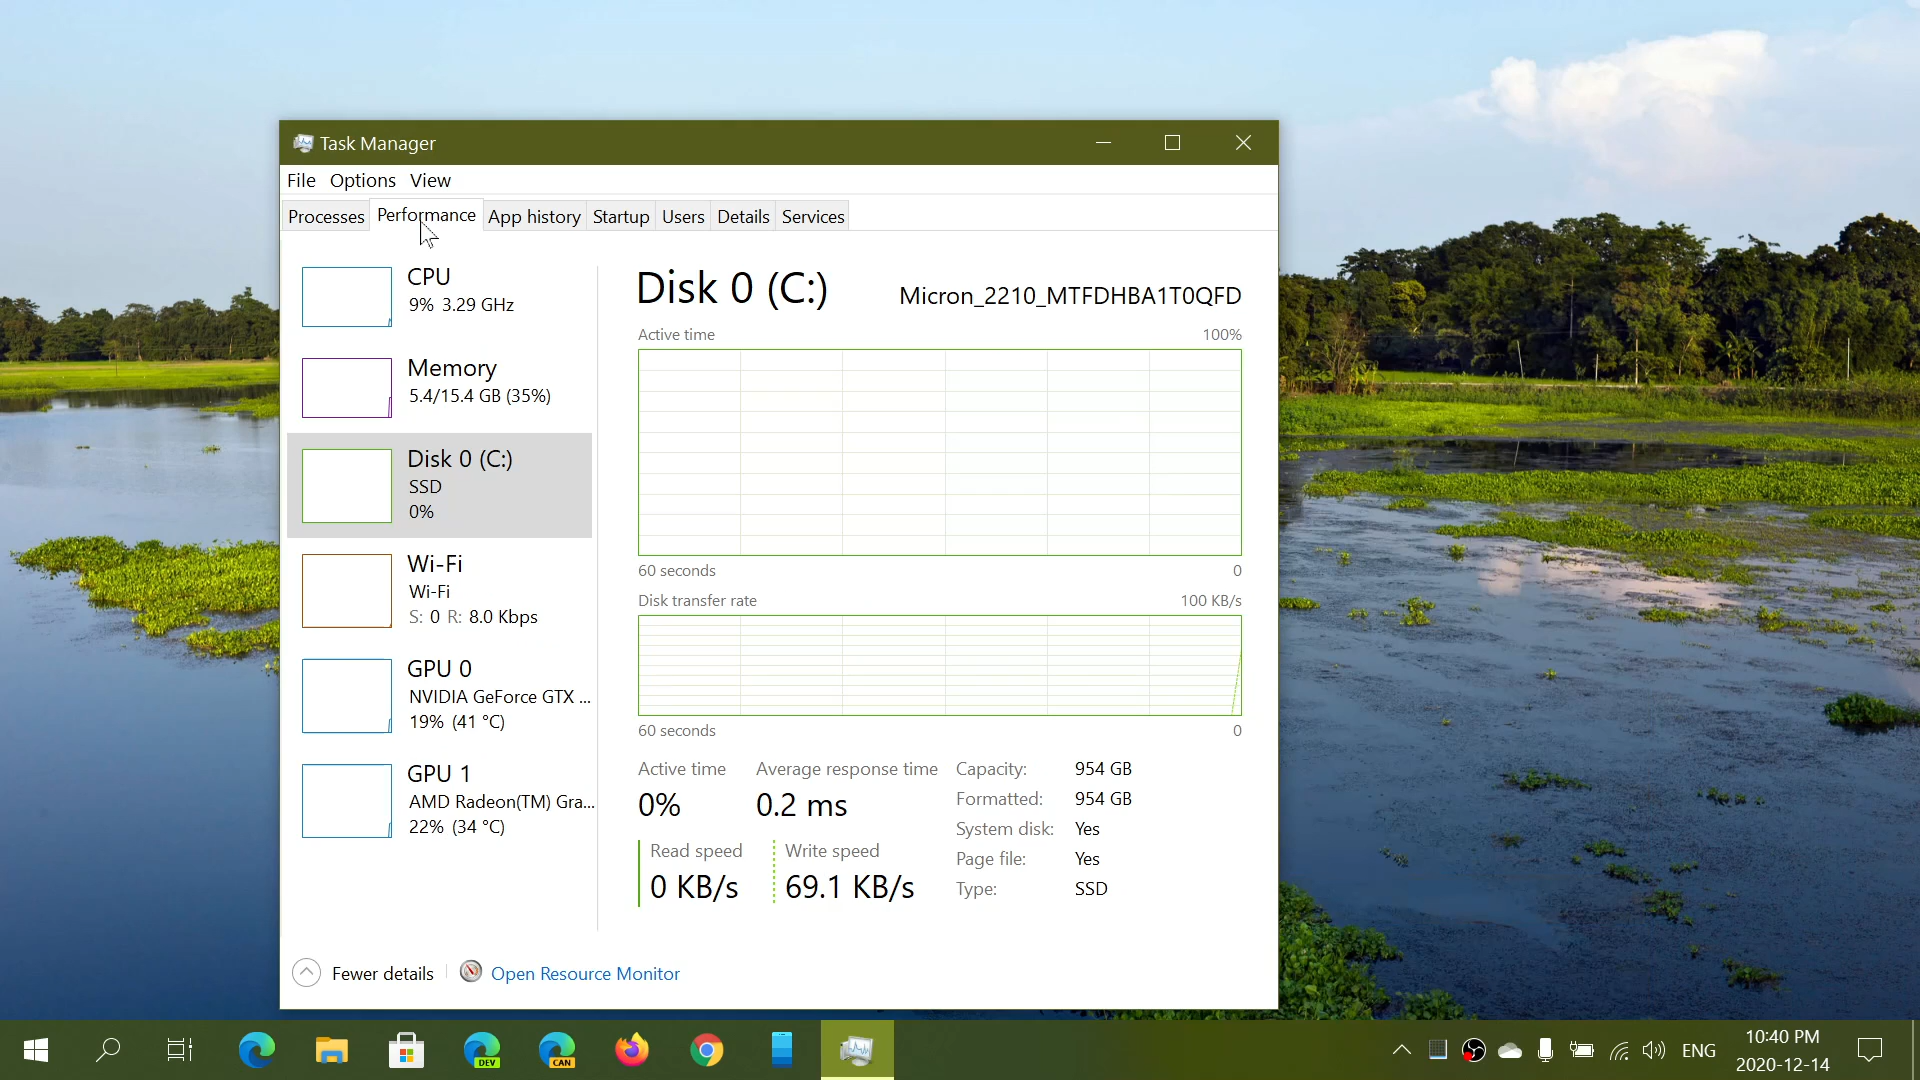 Task Manager
File Options View
Processes Performance App history Startup Users Details Services
CPU
9% 3.29 GHz
Memory
5.4/15.4 GB (35%)
Disk 0 (C:)
SSD
0%
Wi-Fi
Wi-Fi
S: 0 R: 8.0 Kbps
GPU 0
NVIDIA GeForce GTX ...
19% (41 °C)
GPU 1
AMD Radeon(TM) Gra...
22% (34 °C)
Disk 0 (C:) Micron_2210_MTFDHBA1T0QFD
Active time 100%
60 seconds 0
Disk transfer rate 100 KB/s
60 seconds 0
Active time Average response time
0% 0.2 ms
Read speed Write speed
0 KB/s 69.1 KB/s
Capacity: 954 GB
Formatted: 954 GB
System disk: Yes
Page file: Yes
Type: SSD
Fewer details Open Resource Monitor
DEV CAN ENG 10:40 PM
2020-12-14